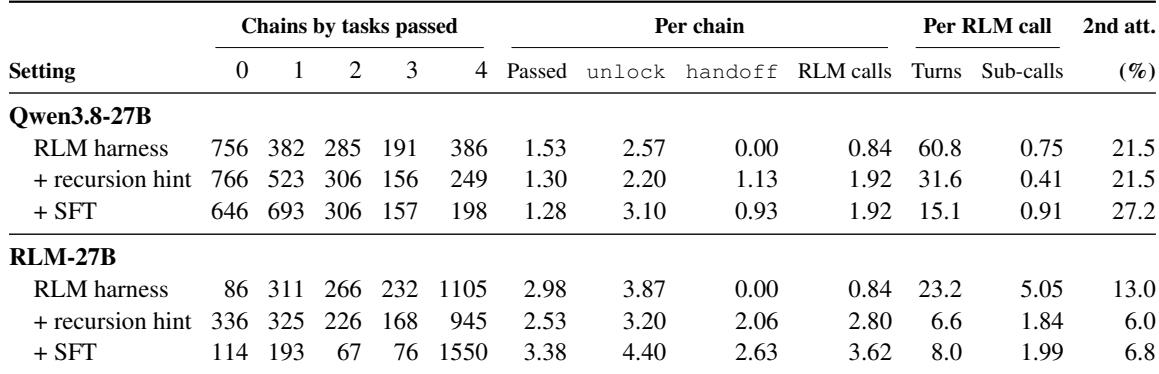 Chains by tasks passed Per chain Per RLM call 2nd att.
Setting 0 1 2 3 4 Passed unlock handoff RLM calls Turns Sub-calls (%)
Qwen3.8-27B
RLM harness 756 382 285 191 386 1.53 2.57 0.00 0.84 60.8 0.75 21.5
+ recursion hint 766 523 306 156 249 1.30 2.20 1.13 1.92 31.6 0.41 21.5
+ SFT 646 693 306 157 198 1.28 3.10 0.93 1.92 15.1 0.91 27.2
RLM-27B
RLM harness 86 311 266 232 1105 2.98 3.87 0.00 0.84 23.2 5.05 13.0
+ recursion hint 336 325 226 168 945 2.53 3.20 2.06 2.80 6.6 1.84 6.0
+ SFT 114 193 67 76 1550 3.38 4.40 2.63 3.62 8.0 1.99 6.8